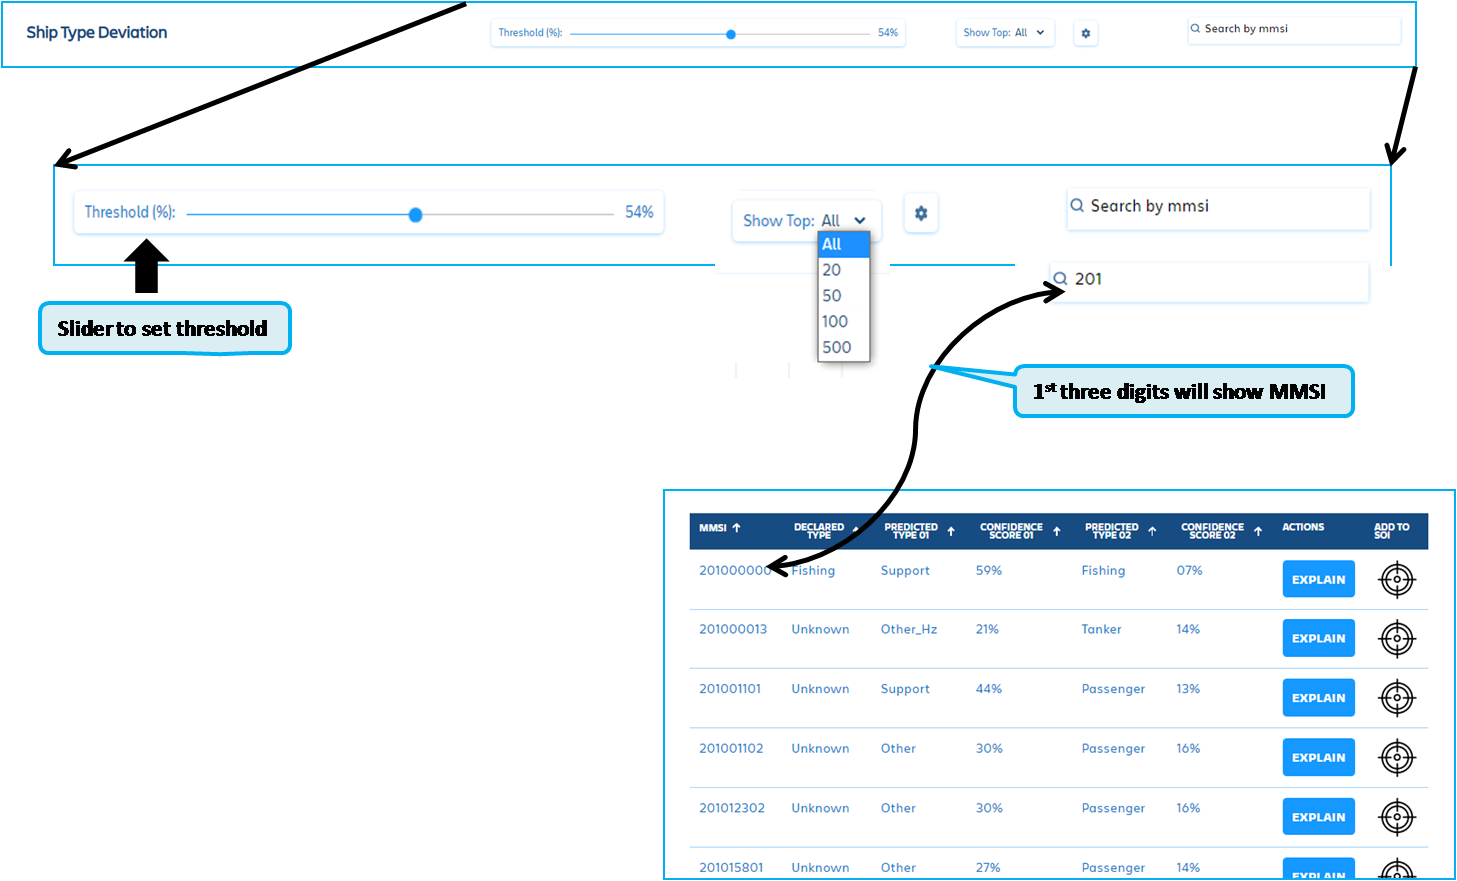 Ship Type Deviation
Threshold (%): 54%
Show Top: All
Search by mmsi
Threshold (%): 54%
Show Top: All
Search by mmsi
All
20
50
100
500
201
Slider to set threshold
1st three digits will show MMSI
MMSI DECLARED TYPE PREDICTED TYPE 01 CONFIDENCE SCORE 01 PREDICTED TYPE 02 CONFIDENCE SCORE 02 ACTIONS ADD TO SOI
201000000 Fishing Support 59% Fishing 07% EXPLAIN
201000013 Unknown Other_Hz 21% Tanker 14% EXPLAIN
201001101 Unknown Support 44% Passenger 13% EXPLAIN
201001102 Unknown Other 30% Passenger 16% EXPLAIN
201012302 Unknown Other 30% Passenger 16% EXPLAIN
201015801 Unknown Other 27% Passenger 14% EXPLAIN